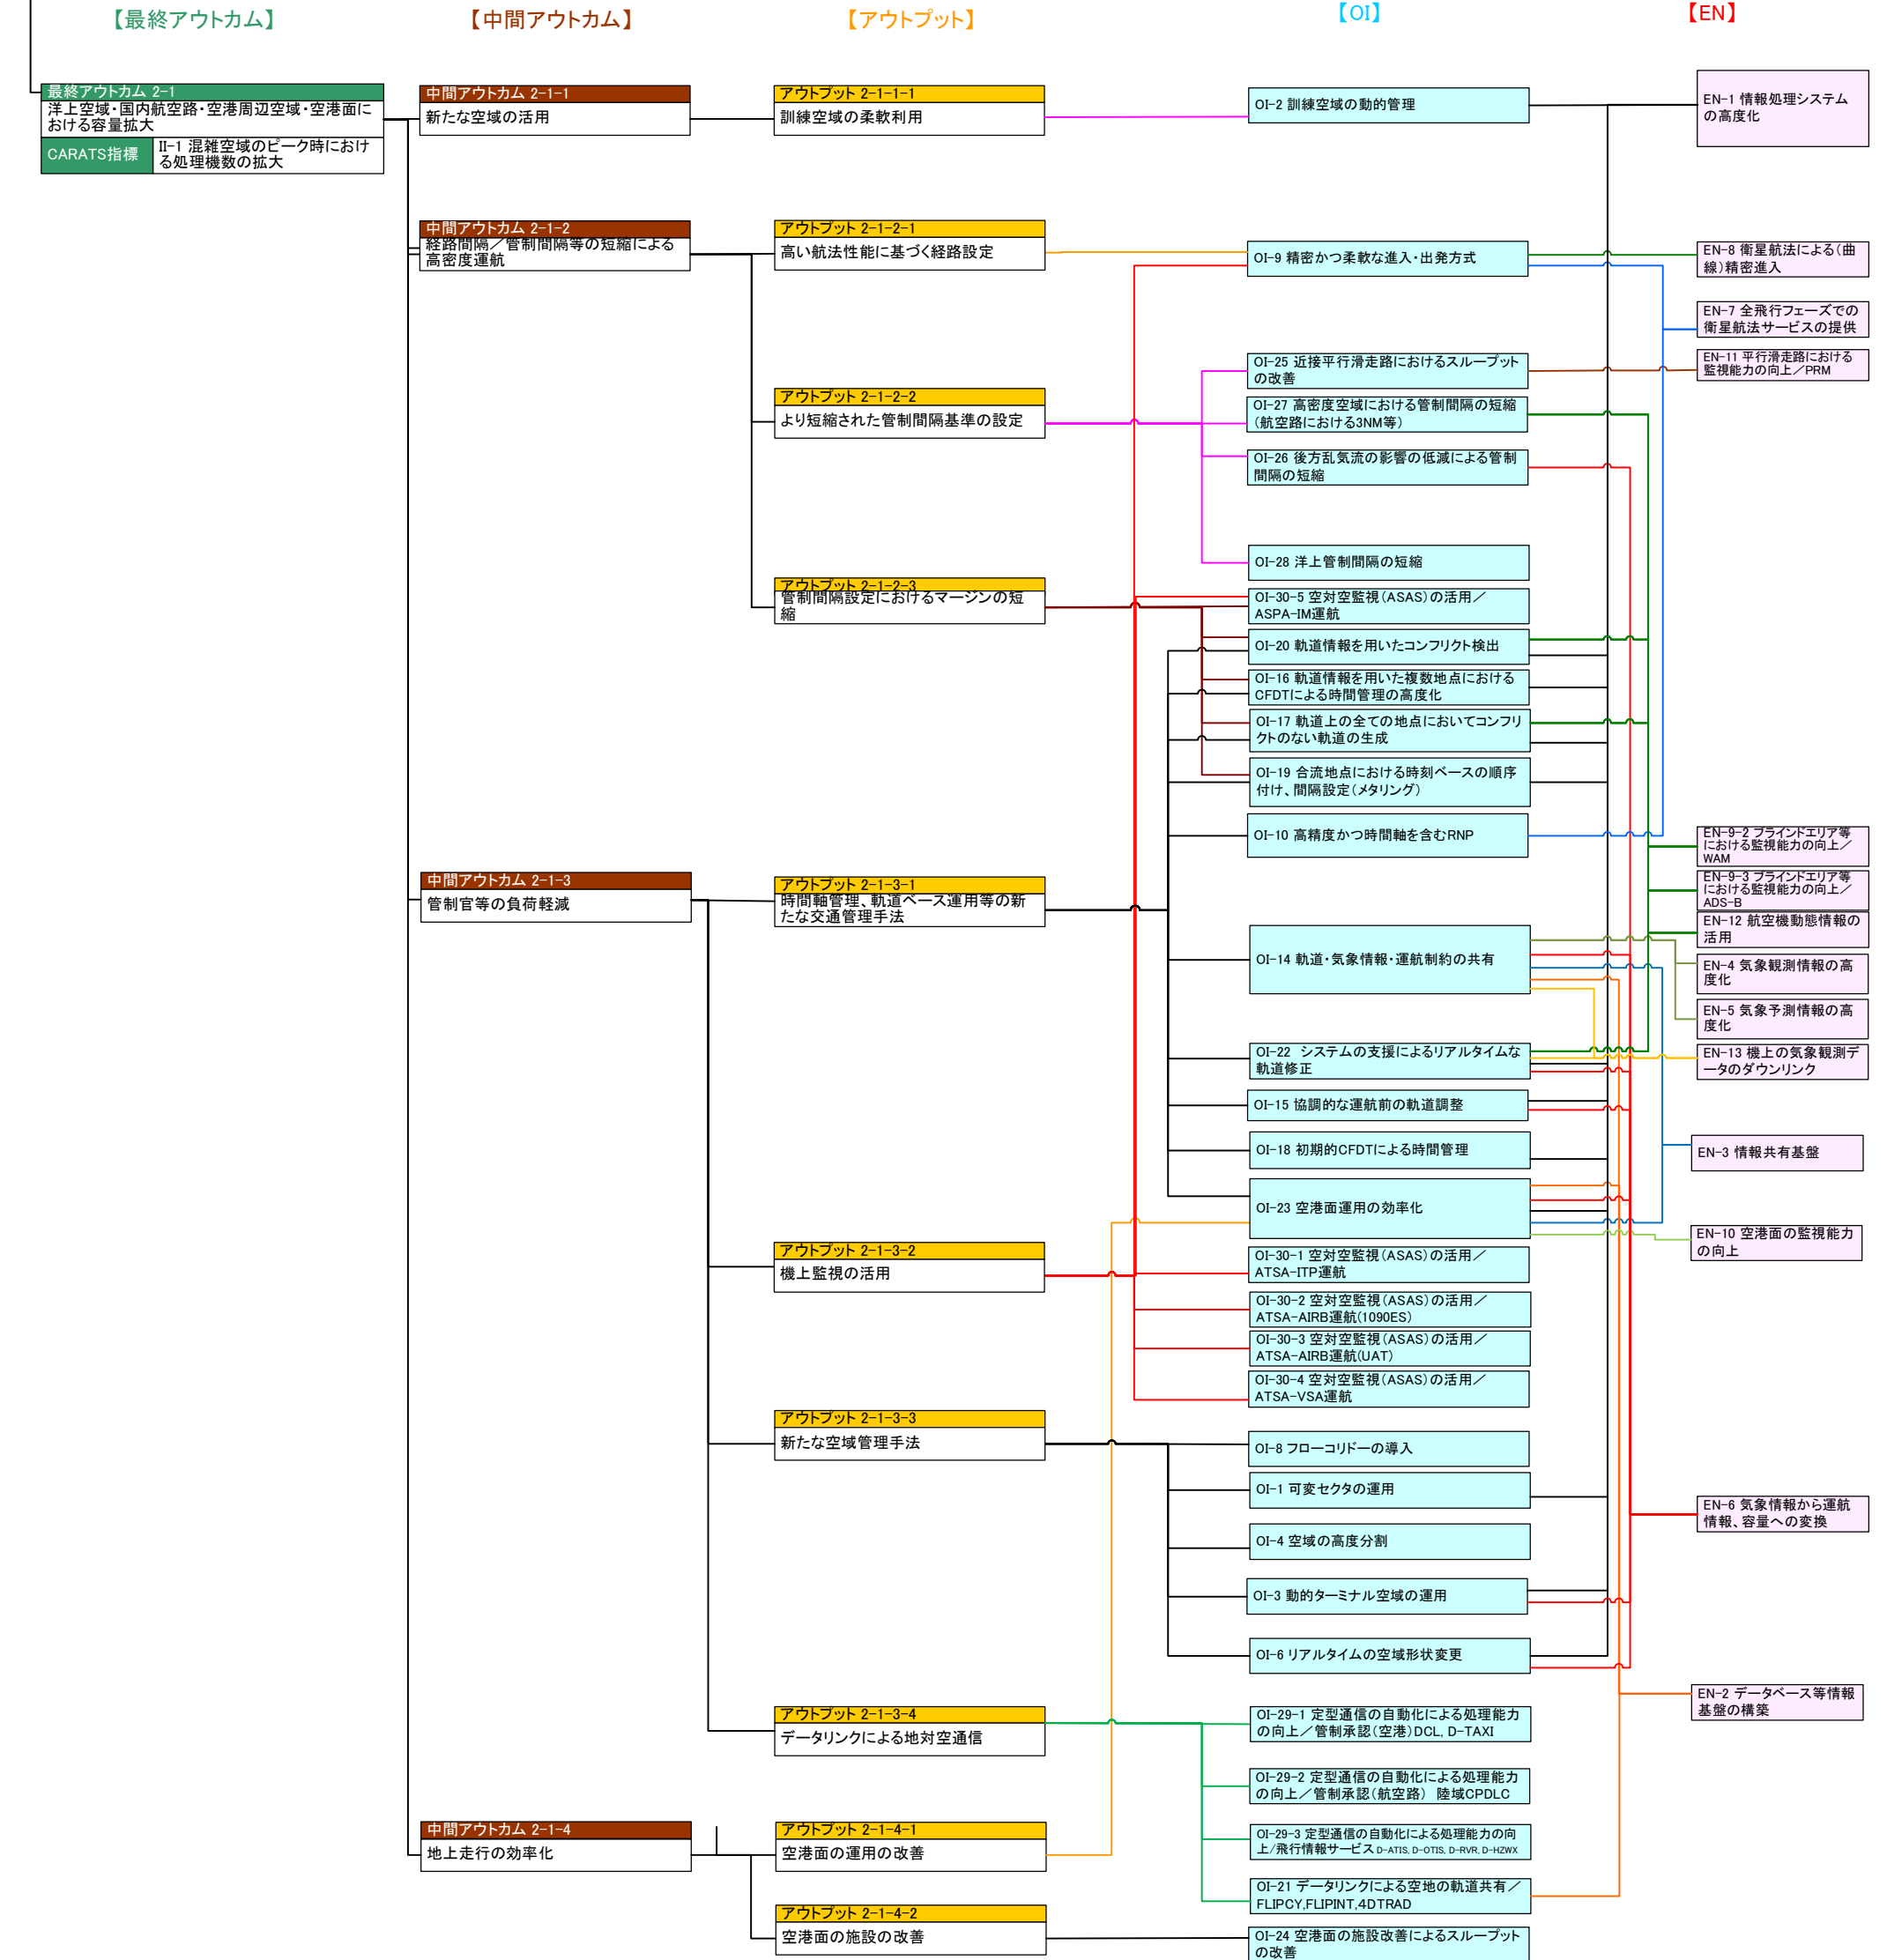 【最終アウトカム】
【中間アウトカム】
【アウトプット】
【OI】
【EN】
最終アウトカム 2-1
洋上空域・国内航空路・空港周辺空域・空港面に
おける容量拡大
CARATS指標
II-1 混雑空域のピーク時におけ
る処理機数の拡大
中間アウトカム 2-1-1
新たな空域の活用
中間アウトカム 2-1-2
経路間隔／管制間隔等の短縮による
高密度運航
中間アウトカム 2-1-3
管制官等の負荷軽減
中間アウトカム 2-1-4
地上走行の効率化
アウトプット 2-1-1-1
訓練空域の柔軟利用
アウトプット 2-1-2-1
高い航法性能に基づく経路設定
アウトプット 2-1-2-2
より短縮された管制間隔基準の設定
アウトプット 2-1-2-3
管制間隔設定におけるマージンの短
縮
アウトプット 2-1-3-1
時間軸管理、軌道ベース運用等の新
たな交通管理手法
アウトプット 2-1-3-2
機上監視の活用
アウトプット 2-1-3-3
新たな空域管理手法
アウトプット 2-1-3-4
データリンクによる地対空通信
アウトプット 2-1-4-1
空港面の運用の改善
アウトプット 2-1-4-2
空港面の施設の改善
OI-2 訓練空域の動的管理
OI-9 精密かつ柔軟な進入・出発方式
OI-25 近接平行滑走路におけるスループット
の改善
OI-27 高密度空域における管制間隔の短縮
（航空路における3NM等）
OI-26 後方乱気流の影響の低減による管制
間隔の短縮
OI-28 洋上管制間隔の短縮
OI-30-5 空対空監視（ASAS）の活用／
ASPA-IM運航
OI-20 軌道情報を用いたコンフリクト検出
OI-16 軌道情報を用いた複数地点における
CFDTによる時間管理の高度化
OI-17 軌道上の全ての地点においてコンフリ
クトのない軌道の生成
OI-19 合流地点における時刻ベースの順序
付け、間隔設定（メタリング）
OI-10 高精度かつ時間軸を含むRNP
OI-14 軌道・気象情報・運航制約の共有
OI-22 システムの支援によるリアルタイムな
軌道修正
OI-15 協調的な運航前の軌道調整
OI-18 初期的CFDTによる時間管理
OI-23 空港面運用の効率化
OI-30-1 空対空監視（ASAS）の活用／
ATSA-ITP運航
OI-30-2 空対空監視（ASAS）の活用／
ATSA-AIRB運航(1090ES)
OI-30-3 空対空監視（ASAS）の活用／
ATSA-AIRB運航(UAT)
OI-30-4 空対空監視（ASAS）の活用／
ATSA-VSA運航
OI-8 フローコリドーの導入
OI-1 可変セクタの運用
OI-4 空域の高度分割
OI-3 動的ターミナル空域の運用
OI-6 リアルタイムの空域形状変更
OI-29-1 定型通信の自動化による処理能力
の向上／管制承認（空港）DCL, D-TAXI
OI-29-2 定型通信の自動化による処理能力
の向上／管制承認（航空路） 陸域CPDLC
OI-29-3 定型通信の自動化による処理能力の向
上/飛行情報サービス D-ATIS, D-OTIS, D-RVR, D-HZWX
OI-21 データリンクによる空地の軌道共有／
FLIPCY,FLIPINT,4DTRAD
OI-24 空港面の施設改善によるスループット
の改善
EN-1 情報処理システム
の高度化
EN-8 衛星航法による（曲
線）精密進入
EN-7 全飛行フェーズでの
衛星航法サービスの提供
EN-11 平行滑走路における
監視能力の向上／PRM
EN-9-2 ブラインドエリア等
における監視能力の向上／
WAM
EN-9-3 ブラインドエリア等
における監視能力の向上／
ADS-B
EN-12 航空機動態情報の
活用
EN-4 気象観測情報の高
度化
EN-5 気象予測情報の高
度化
EN-13 機上の気象観測デ
ータのダウンリンク
EN-3 情報共有基盤
EN-10 空港面の監視能力
の向上
EN-6 気象情報から運航
情報、容量への変換
EN-2 データベース等情報
基盤の構築